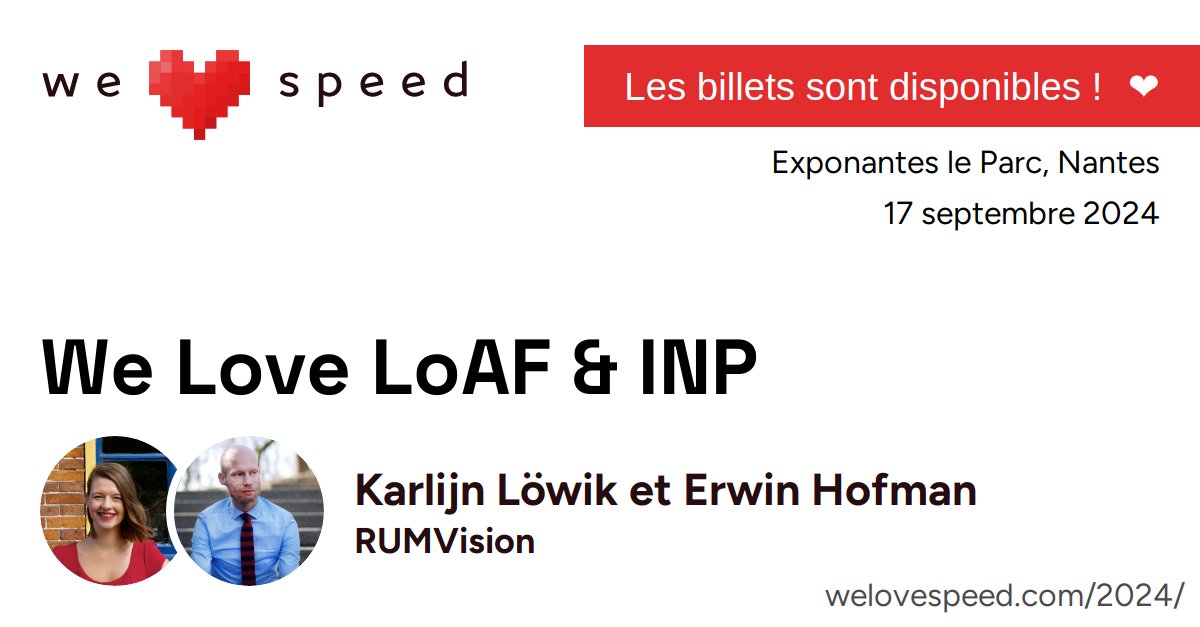 we speed
Les billets sont disponibles ! ❤
Exponantes le Parc, Nantes
17 septembre 2024
We Love LoAF & INP
Karlijn Löwik et Erwin Hofman
RUMVision
welovespeed.com/2024/